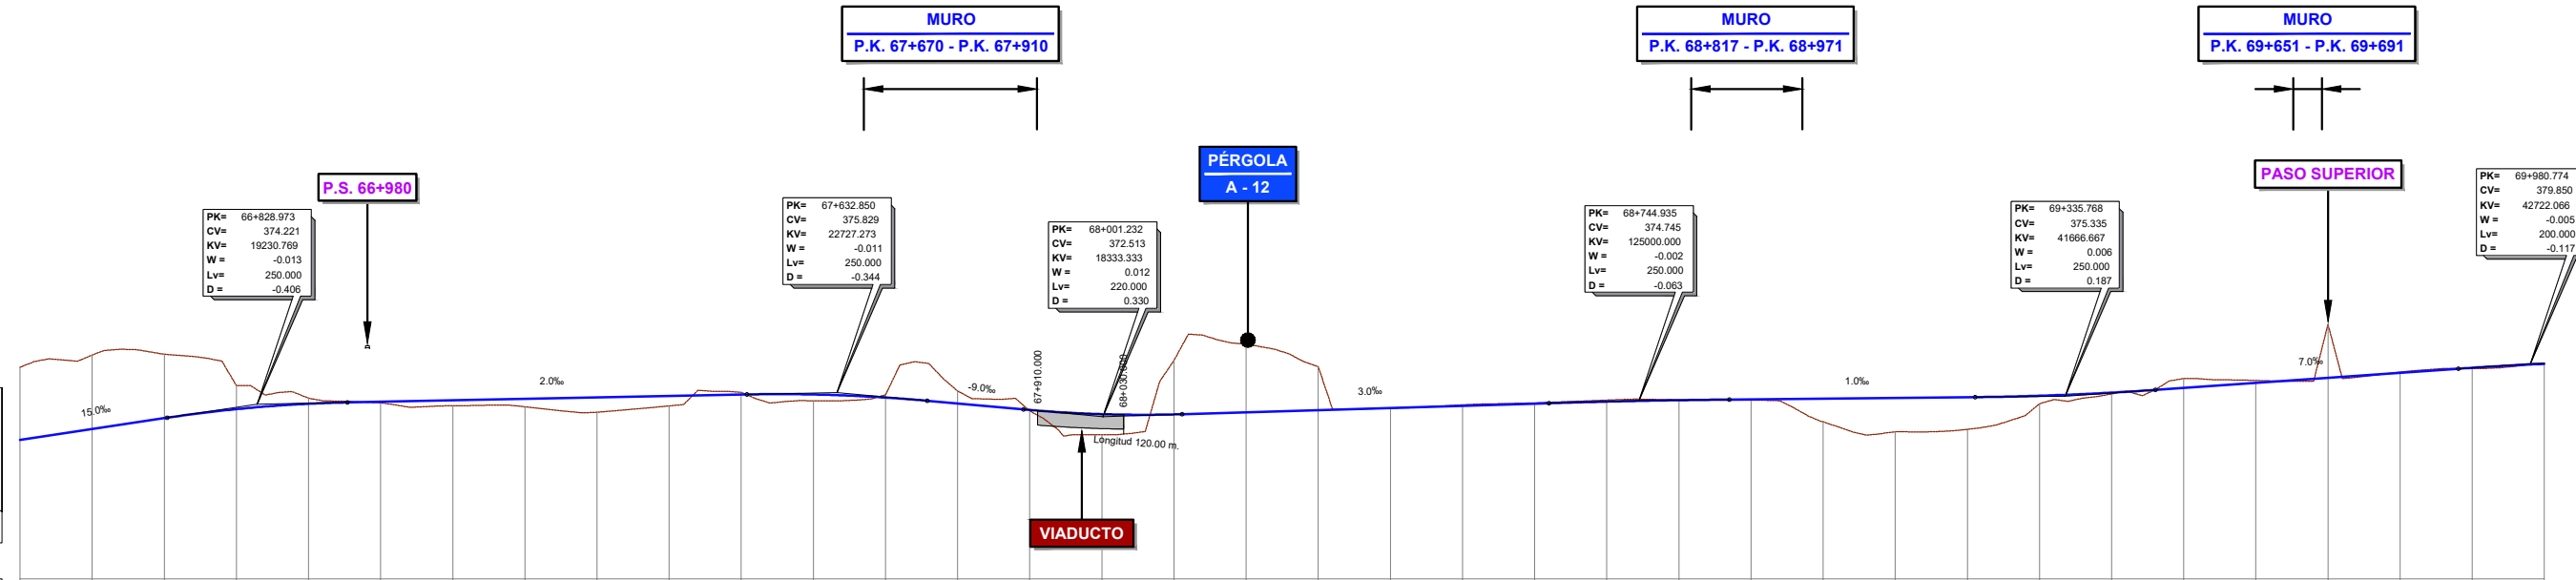 MURO
P.K. 67+670 - P.K. 67+910
MURO
P.K. 68+817 - P.K. 68+971
MURO
P.K. 69+651 - P.K. 69+691
PÉRGOLA
A - 12
P.S. 66+980
PASO SUPERIOR
PK= 66+828.973
CV= 374.221
KV= 19230.769
W = -0.013
Lv= 250.000
D = -0.406
PK= 67+632.850
CV= 375.829
KV= 22727.273
W = -0.011
Lv= 250.000
D = -0.344
PK= 68+001.232
CV= 372.513
KV= 18333.333
W = 0.012
Lv= 220.000
D = 0.330
PK= 68+744.935
CV= 374.745
KV= 125000.000
W = -0.002
Lv= 250.000
D = -0.063
PK= 69+335.768
CV= 375.335
KV= 41666.667
W = 0.006
Lv= 250.000
D = 0.187
PK= 69+980.774
CV= 379.850
KV= 42722.066
W = -0.005
Lv= 200.000
D = -0.117
15.0‰
2.0‰
-9.0‰
67+910.000
68+030.000
3.0‰
1.0‰
7.0‰
Longitud 120.00 m.
VIADUCTO